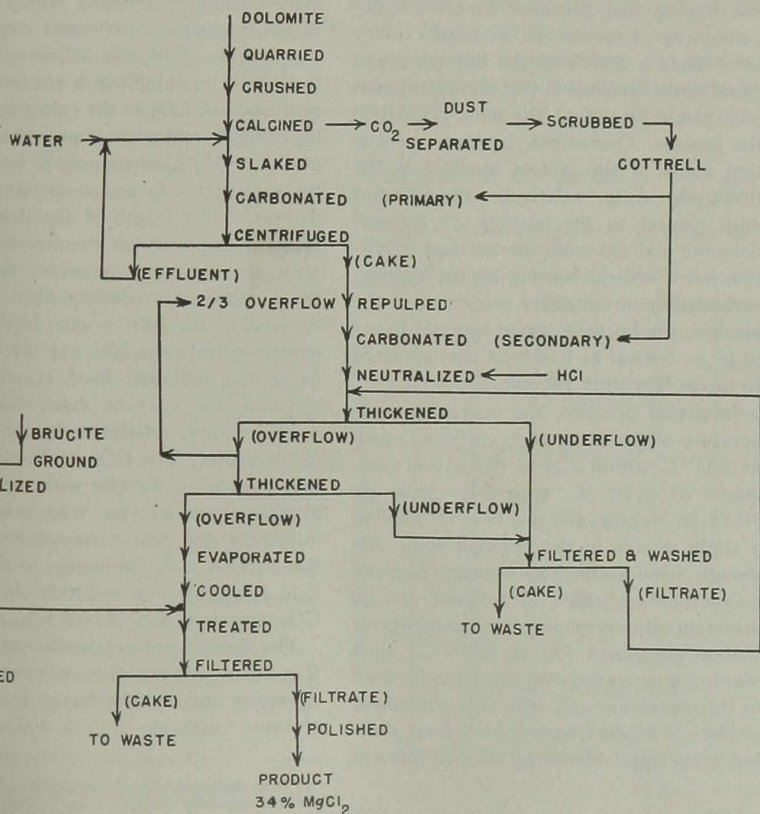 DOLOMITE
QUARRIED
CRUSHED
CALCINED
CO2
DUST
SEPARATED
SCRUBBED
WATER
COTTRELL
SLAKED
CARBONATED (PRIMARY)
CENTRIFUGED
(EFFLUENT)
(CAKE)
2/3 OVERFLOW
REPULPED
CARBONATED (SECONDARY)
NEUTRALIZED
HCl
THICKENED
(OVERFLOW)
(UNDERFLOW)
BRUCITE
GROUND
LIZED
THICKENED
(OVERFLOW)
(UNDERFLOW)
EVAPORATED
FILTERED & WASHED
COOLED
(CAKE)
(FILTRATE)
TREATED
TO WASTE
FILTERED
ED
(CAKE)
(FILTRATE)
TO WASTE
POLISHED
PRODUCT
34% MgCl2